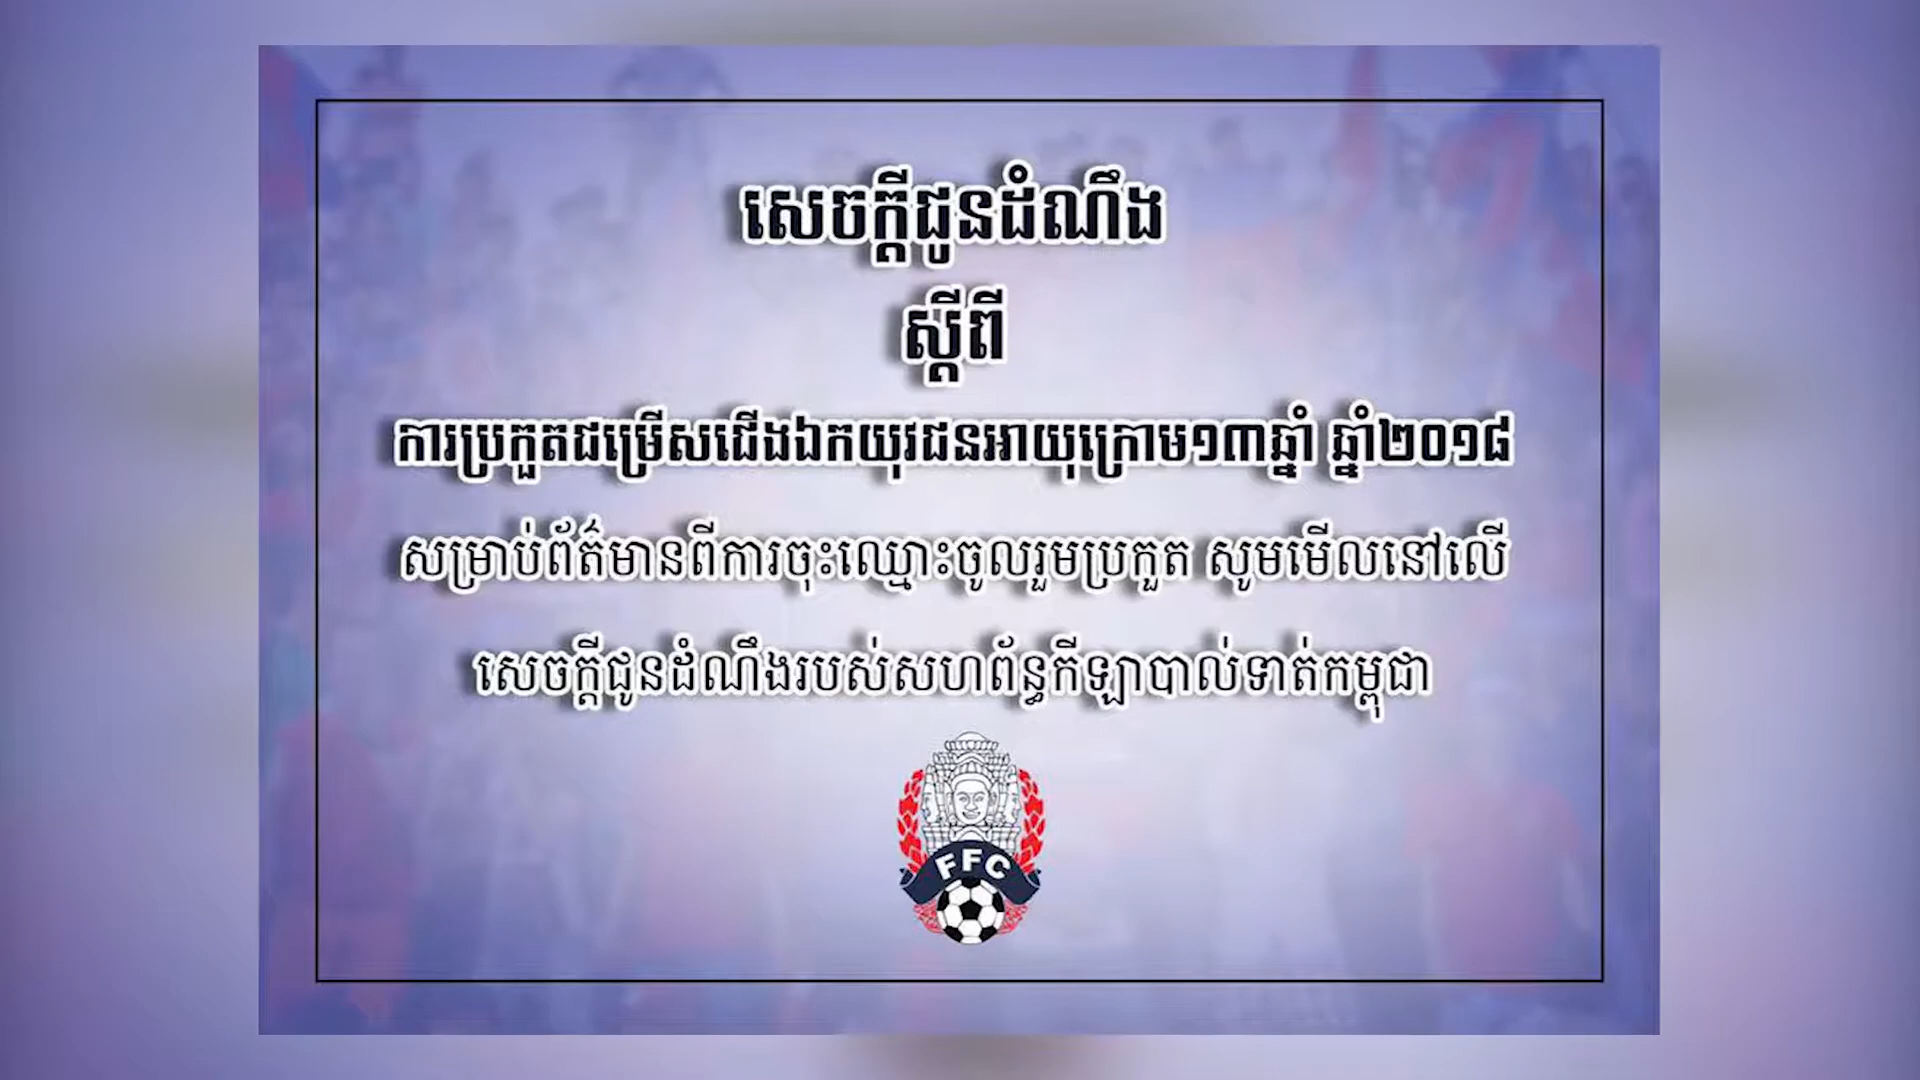 សេចក្តីជូនដំណឹង
ស្តីពី
ការប្រកួតជម្រើសជើងឯកយុវជនអាយុក្រោម១៣ឆ្នាំ ឆ្នាំ២០១៨
សម្រាប់ព័ត៌មានពីការចុះឈ្មោះចូលរួមប្រកួត សូមមើលនៅលើ
សេចក្តីជូនដំណឹងរបស់សហព័ន្ធកីឡាបាល់ទាត់កម្ពុជា
FFC